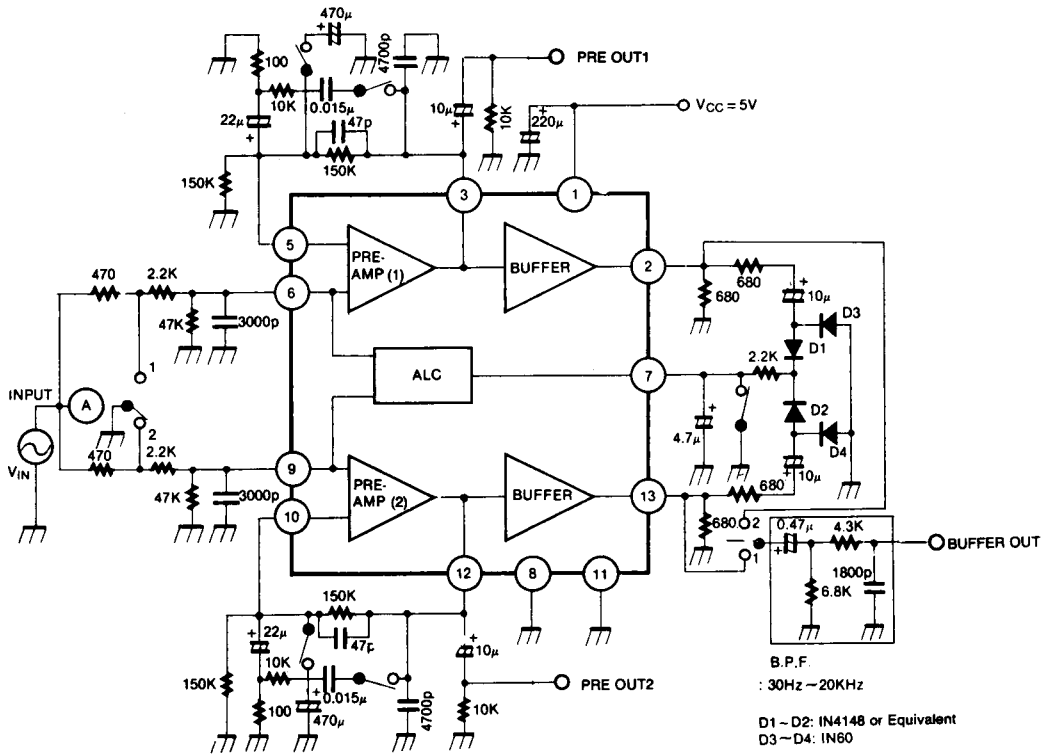 470μ
+
4700p
100
10K
0.015μ
22μ
+
47p
150K
150K
10μ
+
10K
PRE OUT1
+
220μ
VCC = 5V
3
1
5
PRE-
AMP (1)
BUFFER
2
680
680
+
10μ
D3
D1
470
2.2K
6
47K
3000p
ALC
7
2.2K
+
4.7μ
D2
D4
+
10μ
1
INPUT
A
2
VIN
470
2.2K
9
47K
3000p
10
PRE-
AMP (2)
BUFFER
13
680
680
2
1
0.47μ
+
4.3K
BUFFER OUT
6.8K
1800p
12
8
11
150K
47p
+
22μ
10K
0.015μ
150K
100
+
470μ
4700p
+
10μ
PRE OUT2
10K
B.P.F.
: 30Hz ~ 20KHz
D1 ~ D2: IN4148 or Equivalent
D3 ~ D4: IN60